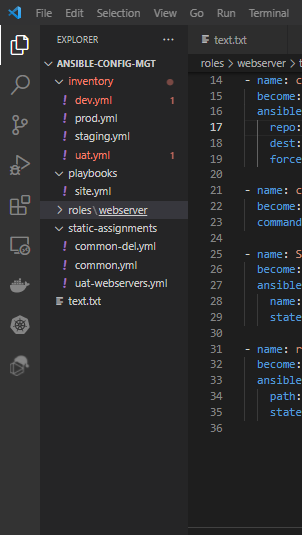 File Edit Selection View Go Run Terminal
EXPLORER
text.txt
ANSIBLE-CONFIG-MGT
roles > webserver >
inventory
dev.yml 1
prod.yml
staging.yml
uat.yml 1
playbooks
site.yml
roles\webserver
static-assignments
common-del.yml
common.yml
uat-webservers.yml
text.txt
14 - name: c
15 become:
16 ansible
17 repo:
18 dest:
19 force
20
21 - name: c
22 become:
23 command
24
25 - name: S
26 become:
27 ansible
28 name:
29 state
30
31 - name: r
32 become:
33 ansible
34 path:
35 state
36